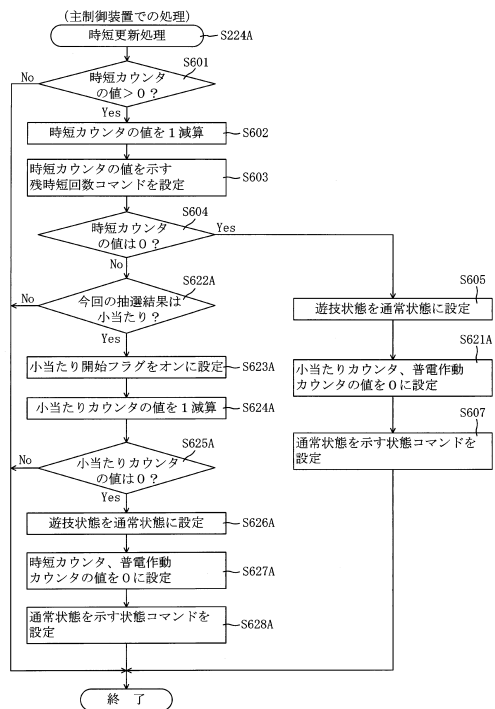 (主制御装置での処理)
時短更新処理
S224A
S601
時短カウンタ
の値＞０？
No
Yes
時短カウンタの値を１減算
S602
時短カウンタの値を示す
残時短回数コマンドを設定
S603
S604
時短カウンタ
の値は０？
Yes
No
S622A
今回の抽選結果は
小当たり？
No
Yes
S605
遊技状態を通常状態に設定
小当たり開始フラグをオンに設定
S623A
S621A
小当たりカウンタ、普電作動
カウンタの値を０に設定
小当たりカウンタの値を１減算
S624A
S607
通常状態を示す状態コマンドを
設定
S625A
小当たりカウンタ
の値は０？
No
Yes
遊技状態を通常状態に設定
S626A
時短カウンタ、普電作動
カウンタの値を０に設定
S627A
通常状態を示す状態コマンドを
設定
S628A
終 了